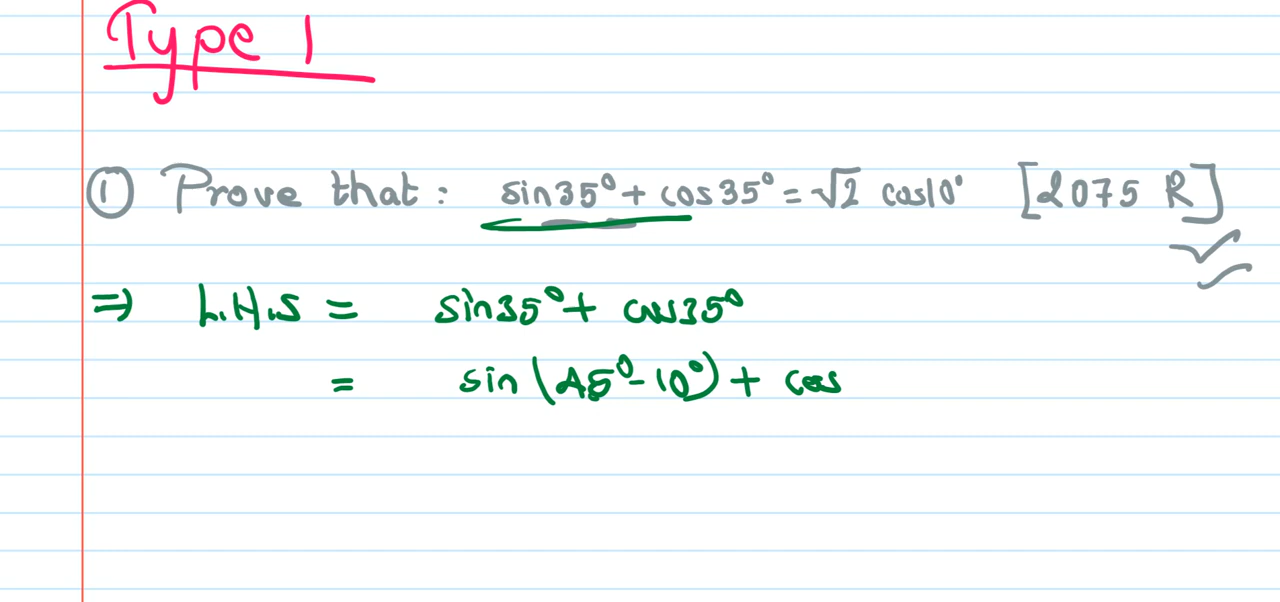 Type 1
① Prove that : sin35° + cos35° = √2 cos10° [2075 R]
⇒ L.H.S = sin35° + cos35°
= sin(45° - 10°) + cos